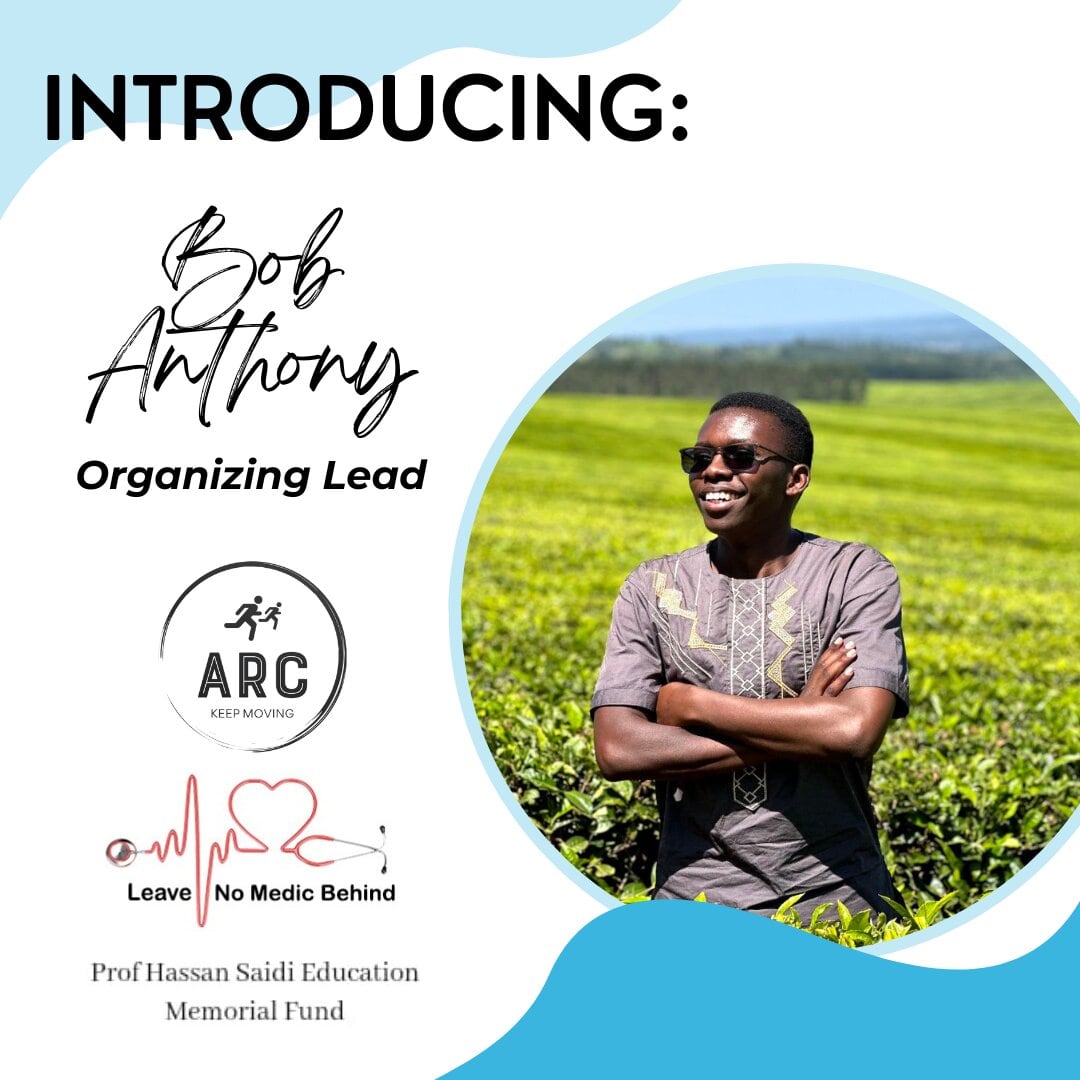 INTRODUCING:
Bob
Anthony
Organizing Lead
ARC
KEEP MOVING
Leave No Medic Behind
Prof Hassan Saidi Education
Memorial Fund